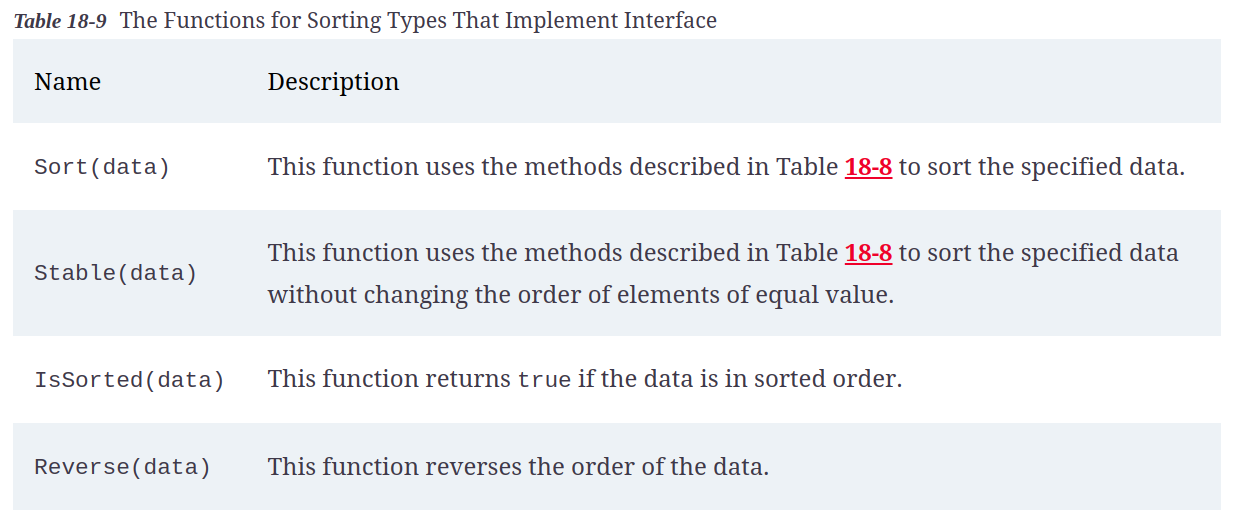 Table 18-9 The Functions for Sorting Types That Implement Interface
Name Description
Sort(data) This function uses the methods described in Table 18-8 to sort the specified data.
Stable(data) This function uses the methods described in Table 18-8 to sort the specified data
without changing the order of elements of equal value.
IsSorted(data) This function returns true if the data is in sorted order.
Reverse(data) This function reverses the order of the data.